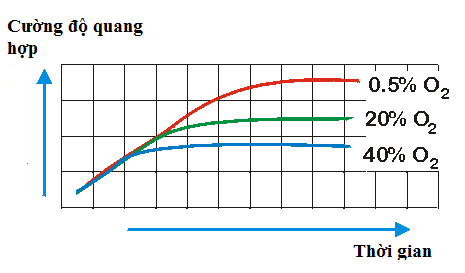 Cường độ quang
hợp
0.5% O₂
20% O₂
40% O₂
Thời gian